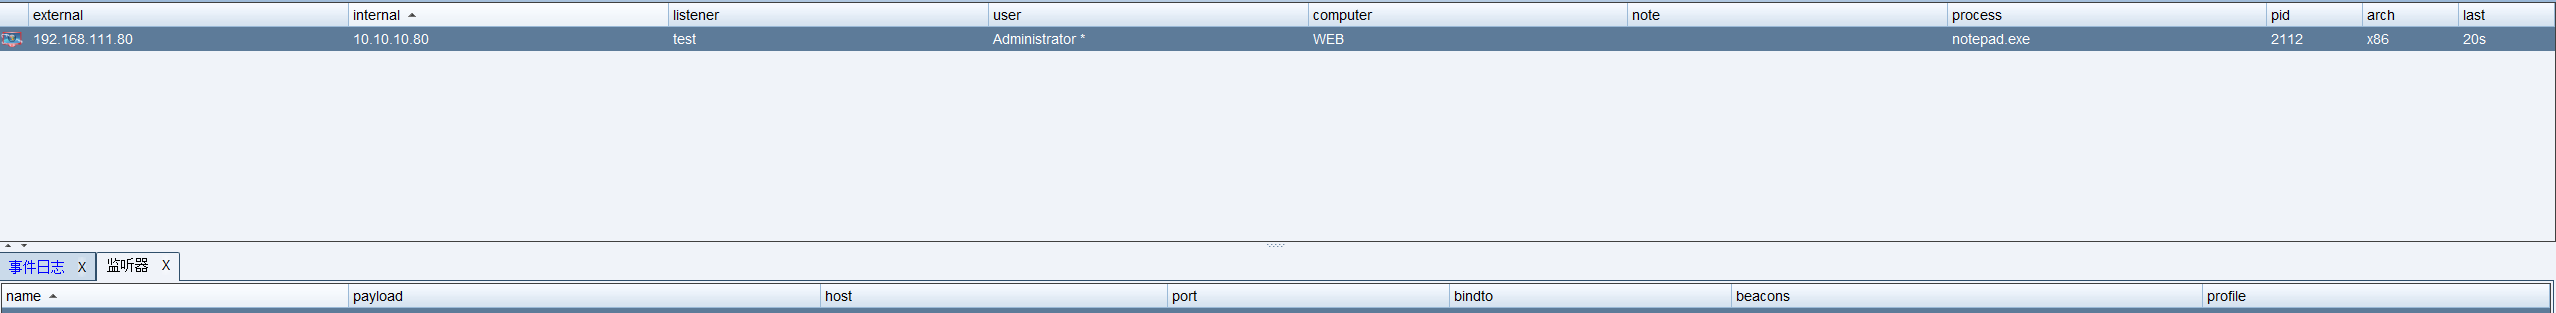 external internal listener user computer note process pid arch last
192.168.111.80 10.10.10.80 test Administrator * WEB notepad.exe 2112 x86 20s
事件日志 X 监听器 X
name payload host port bindto beacons profile